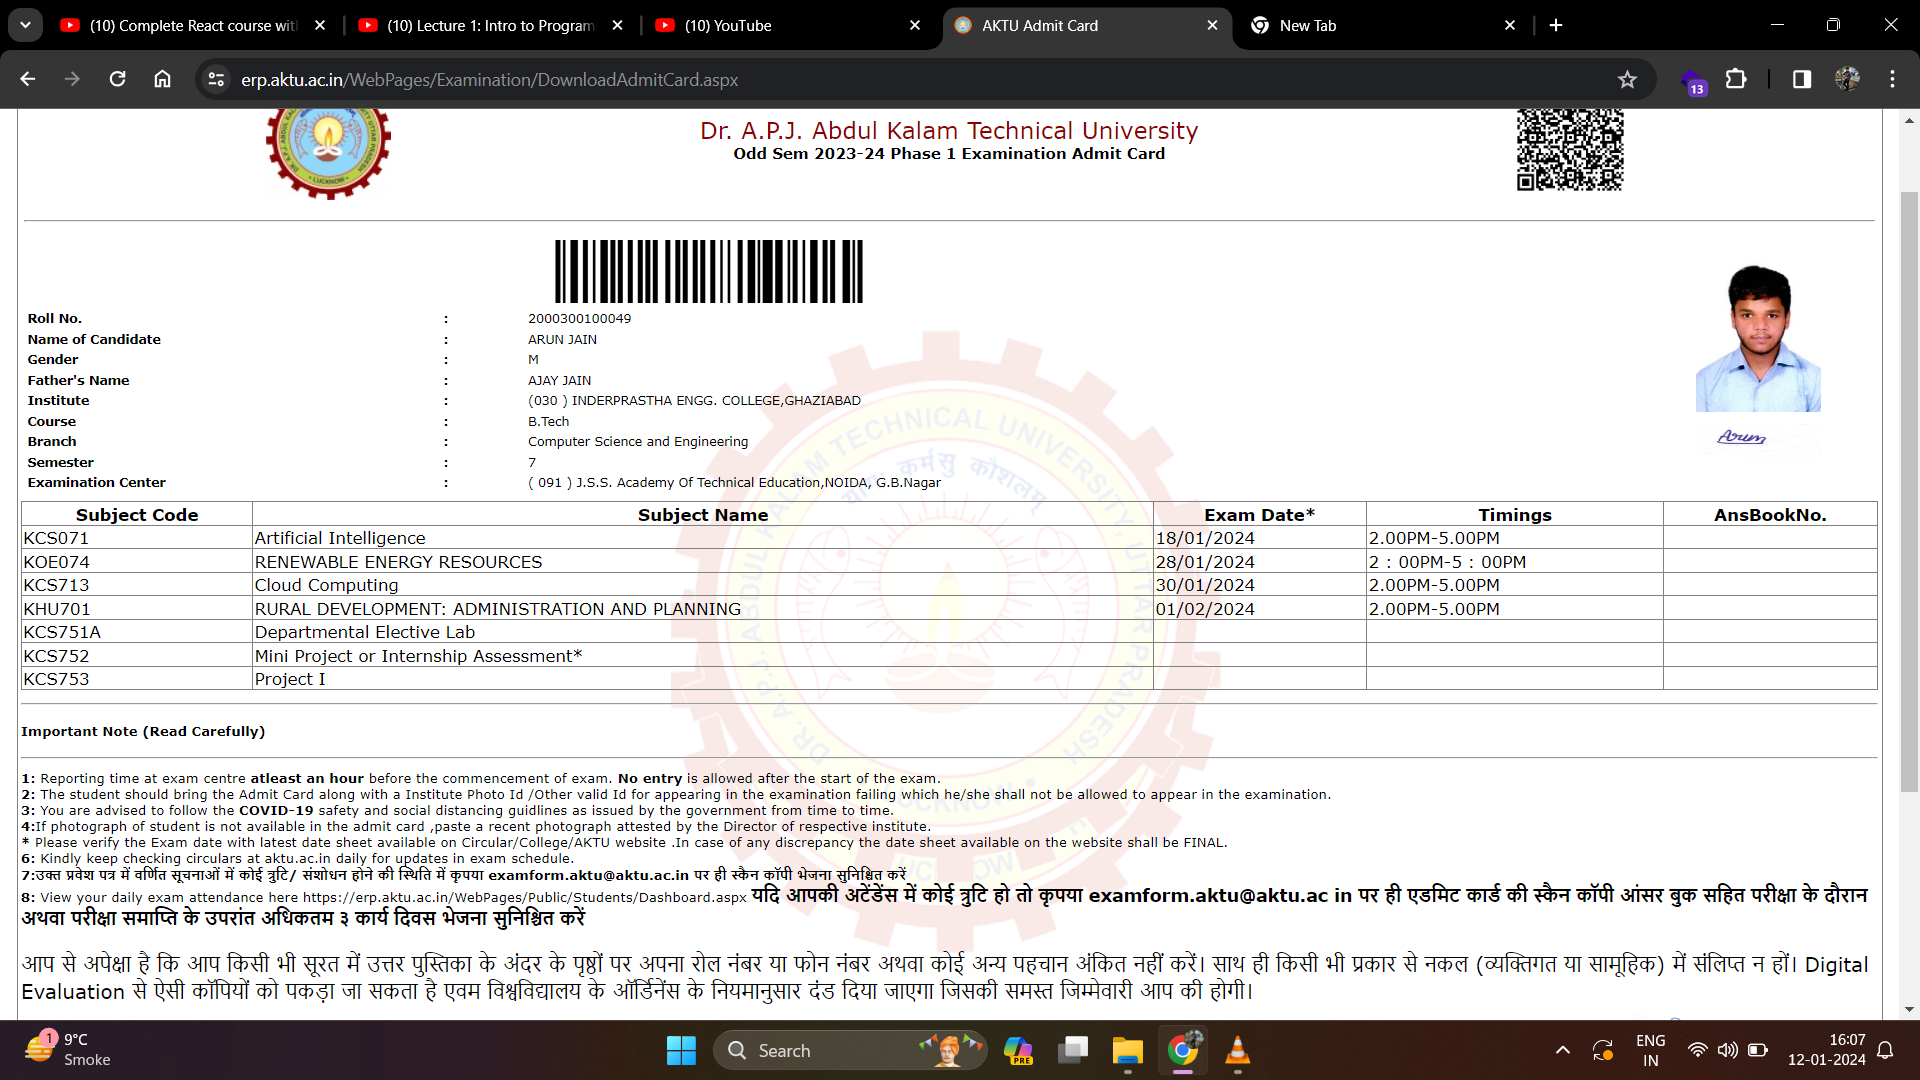 (10) Complete React course wit
(10) Lecture 1: Intro to Program
(10) YouTube
AKTU Admit Card
New Tab
erp.aktu.ac.in/WebPages/Examination/DownloadAdmitCard.aspx
13
Dr. A.P.J. Abdul Kalam Technical University
Odd Sem 2023-24 Phase 1 Examination Admit Card
LUCKNOW
Roll No. : 2000300100049
Name of Candidate : ARUN JAIN
Gender : M
Father's Name : AJAY JAIN
Institute : (030 ) INDERPRASTHA ENGG. COLLEGE,GHAZIABAD
Course : B.Tech
Branch : Computer Science and Engineering
Semester : 7
Examination Center : ( 091 ) J.S.S. Academy Of Technical Education,NOIDA, G.B.Nagar
Arun
DR. A.P.J. ABDUL KALAM TECHNICAL UNIVERSITY, UTTAR PRADESH
कर्मसु कौशलम्
LUCKNOW
Subject Code Subject Name Exam Date* Timings AnsBookNo.
KCS071 Artificial Intelligence 18/01/2024 2.00PM-5.00PM
KOE074 RENEWABLE ENERGY RESOURCES 28/01/2024 2 : 00PM-5 : 00PM
KCS713 Cloud Computing 30/01/2024 2.00PM-5.00PM
KHU701 RURAL DEVELOPMENT: ADMINISTRATION AND PLANNING 01/02/2024 2.00PM-5.00PM
KCS751A Departmental Elective Lab
KCS752 Mini Project or Internship Assessment*
KCS753 Project I
Important Note (Read Carefully)
1: Reporting time at exam centre atleast an hour before the commencement of exam. No entry is allowed after the start of the exam.
2: The student should bring the Admit Card along with a Institute Photo Id /Other valid Id for appearing in the examination failing which he/she shall not be allowed to appear in the examination.
3: You are advised to follow the COVID-19 safety and social distancing guidlines as issued by the government from time to time.
4:If photograph of student is not available in the admit card ,paste a recent photograph attested by the Director of respective institute.
* Please verify the Exam date with latest date sheet available on Circular/College/AKTU website .In case of any discrepancy the date sheet available on the website shall be FINAL.
6: Kindly keep checking circulars at aktu.ac.in daily for updates in exam schedule.
7:उक्त प्रवेश पत्र में वर्णित सूचनाओं में कोई त्रुटि/ संशोधन होने की स्थिति में कृपया examform.aktu@aktu.ac.in पर ही स्कैन कॉपी भेजना सुनिश्चित करें
8: View your daily exam attendance here https://erp.aktu.ac.in/WebPages/Public/Students/Dashboard.aspx यदि आपकी अटेंडेंस में कोई त्रुटि हो तो कृपया examform.aktu@aktu.ac in पर ही एडमिट कार्ड की स्कैन कॉपी आंसर बुक सहित परीक्षा के दौरान
अथवा परीक्षा समाप्ति के उपरांत अधिकतम ३ कार्य दिवस भेजना सुनिश्चित करें
आप से अपेक्षा है कि आप किसी भी सूरत में उत्तर पुस्तिका के अंदर के पृष्ठों पर अपना रोल नंबर या फोन नंबर अथवा कोई अन्य पहचान अंकित नहीं करें। साथ ही किसी भी प्रकार से नकल (व्यक्तिगत या सामूहिक) में संलिप्त न हों। Digital
Evaluation से ऐसी कॉपियों को पकड़ा जा सकता है एवम विश्वविद्यालय के ऑर्डिनेंस के नियमानुसार दंड दिया जाएगा जिसकी समस्त जिम्मेवारी आप की होगी।
1
9°C
Smoke
Search
PRE
ENG
IN
16:07
12-01-2024